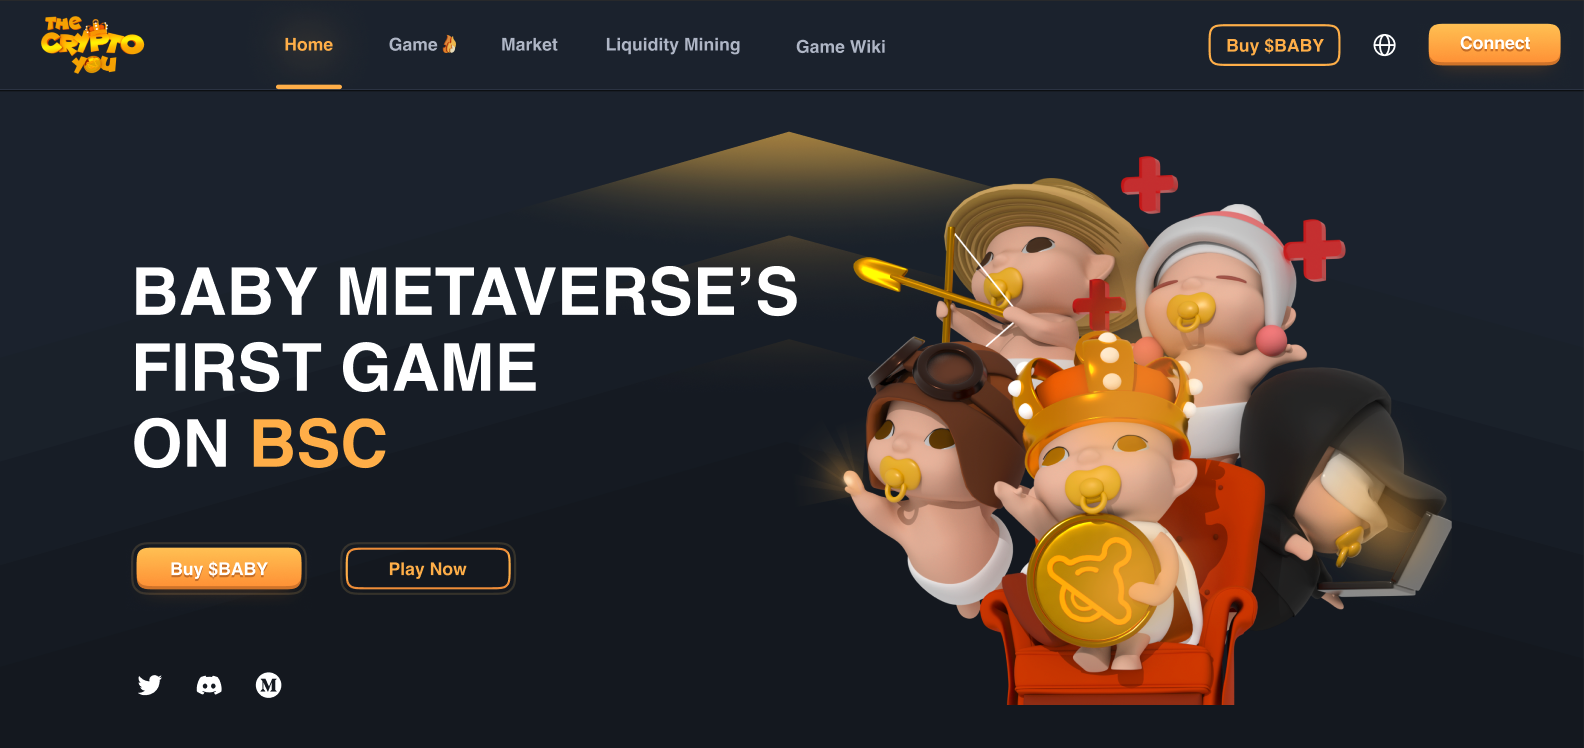 THE
CRYPTO
YOU
Home
Game
Market
Liquidity Mining
Game Wiki
Buy $BABY
Connect
BABY METAVERSE’S
FIRST GAME
ON BSC
Buy $BABY
Play Now
M